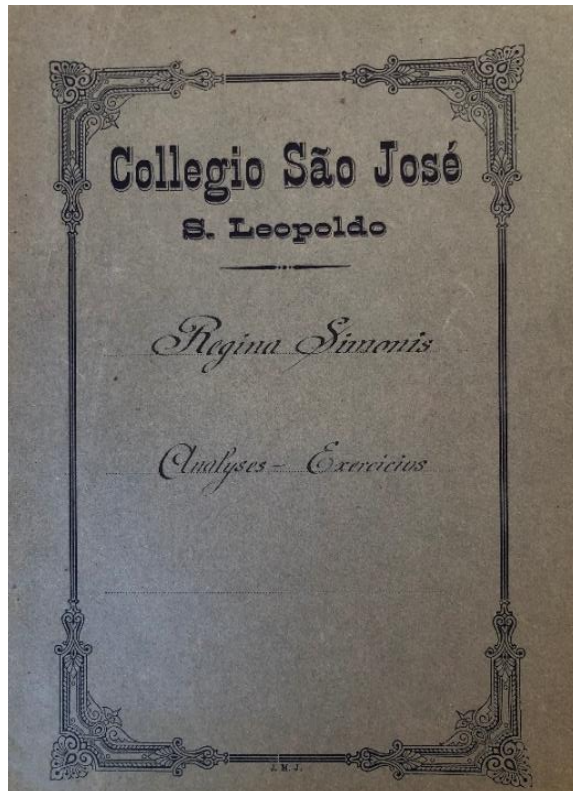 Collegio São José
S. Leopoldo
Regina Simonis
Analyses - Exercicios
J. M. J.